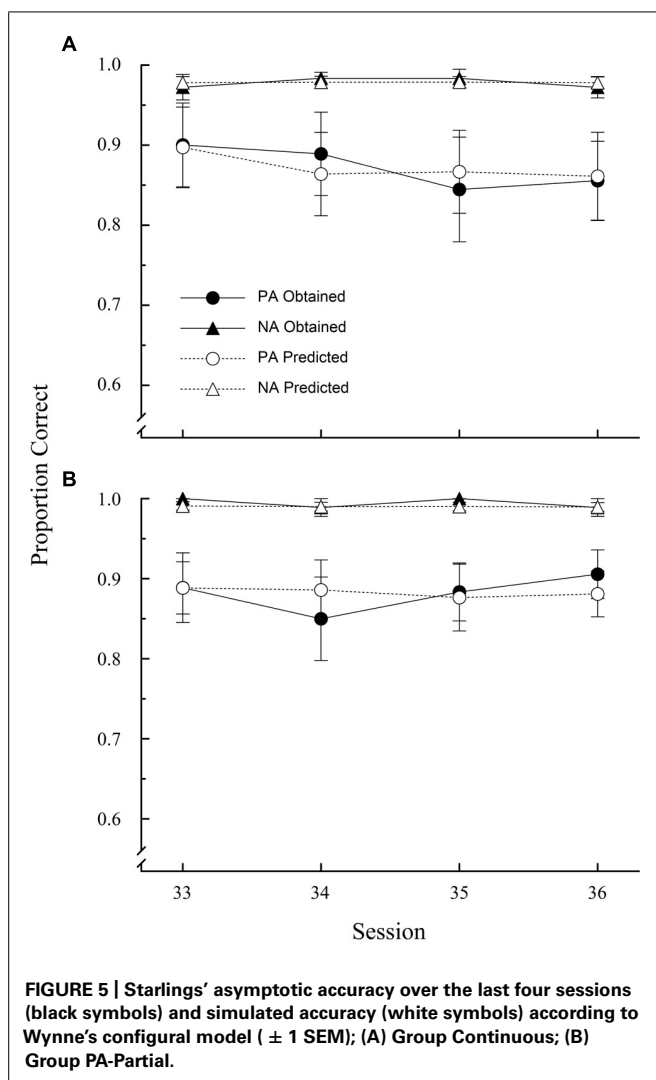 A
1.0
0.9
0.8
0.7
0.6
PA Obtained
NA Obtained
PA Predicted
NA Predicted
Proportion Correct
B
1.0
0.9
0.8
0.7
0.6
33
34
35
36
Session
FIGURE 5 | Starlings’ asymptotic accuracy over the last four sessions
(black symbols) and simulated accuracy (white symbols) according to
Wynne’s configural model ( ± 1 SEM); (A) Group Continuous; (B)
Group PA-Partial.